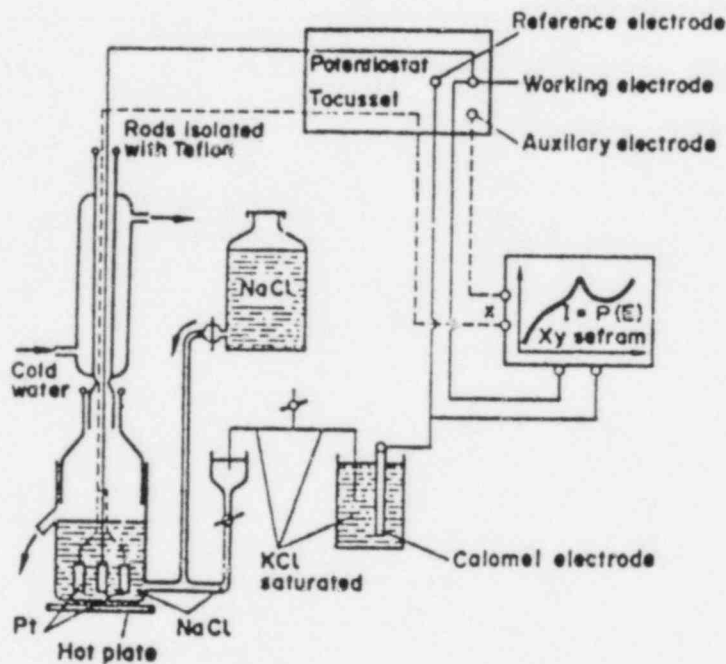 Reference electrode
Potentiostat
Working electrode
Tacussel
Rods isolated
with Teflon
Auxilary electrode
NaCl
I = P(E)
x
Xy sefram
Cold
water
KCl
saturated
Calomel electrode
Pt
NaCl
Hot plate